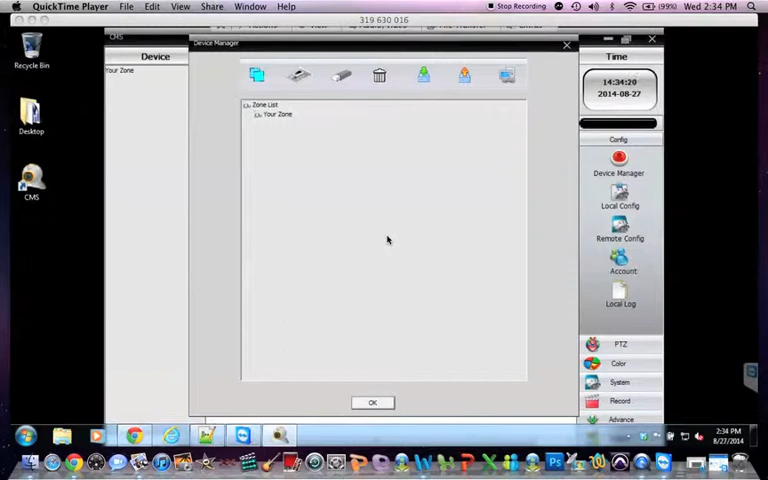 QuickTime Player File Edit View Share Window Help
Stop Recording (99%) Wed 2:34 PM
319 630 016
Recycle Bin
Desktop
CMS
CMS
Device
Your Zone
Device Manager
Zone List
Your Zone
OK
Time
14:34:20
2014-08-27
Config
Device Manager
Local Config
Remote Config
Account
Local Log
PTZ
Color
System
Record
Advance
2:34 PM
8/27/2014